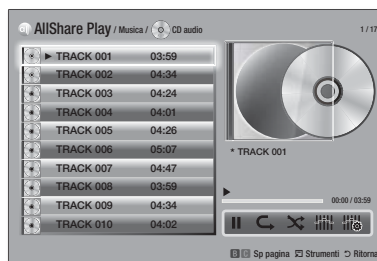 AllShare Play / Musica / CD audio 1 / 17
TRACK 001 03:59
TRACK 002 04:34
TRACK 003 04:24
TRACK 004 04:01
TRACK 005 04:26
TRACK 006 05:07
TRACK 007 04:47
TRACK 008 03:59
TRACK 009 04:34
TRACK 010 04:02
* TRACK 001
00:00 / 03:59
B C Sp pagina Strumenti Ritorna